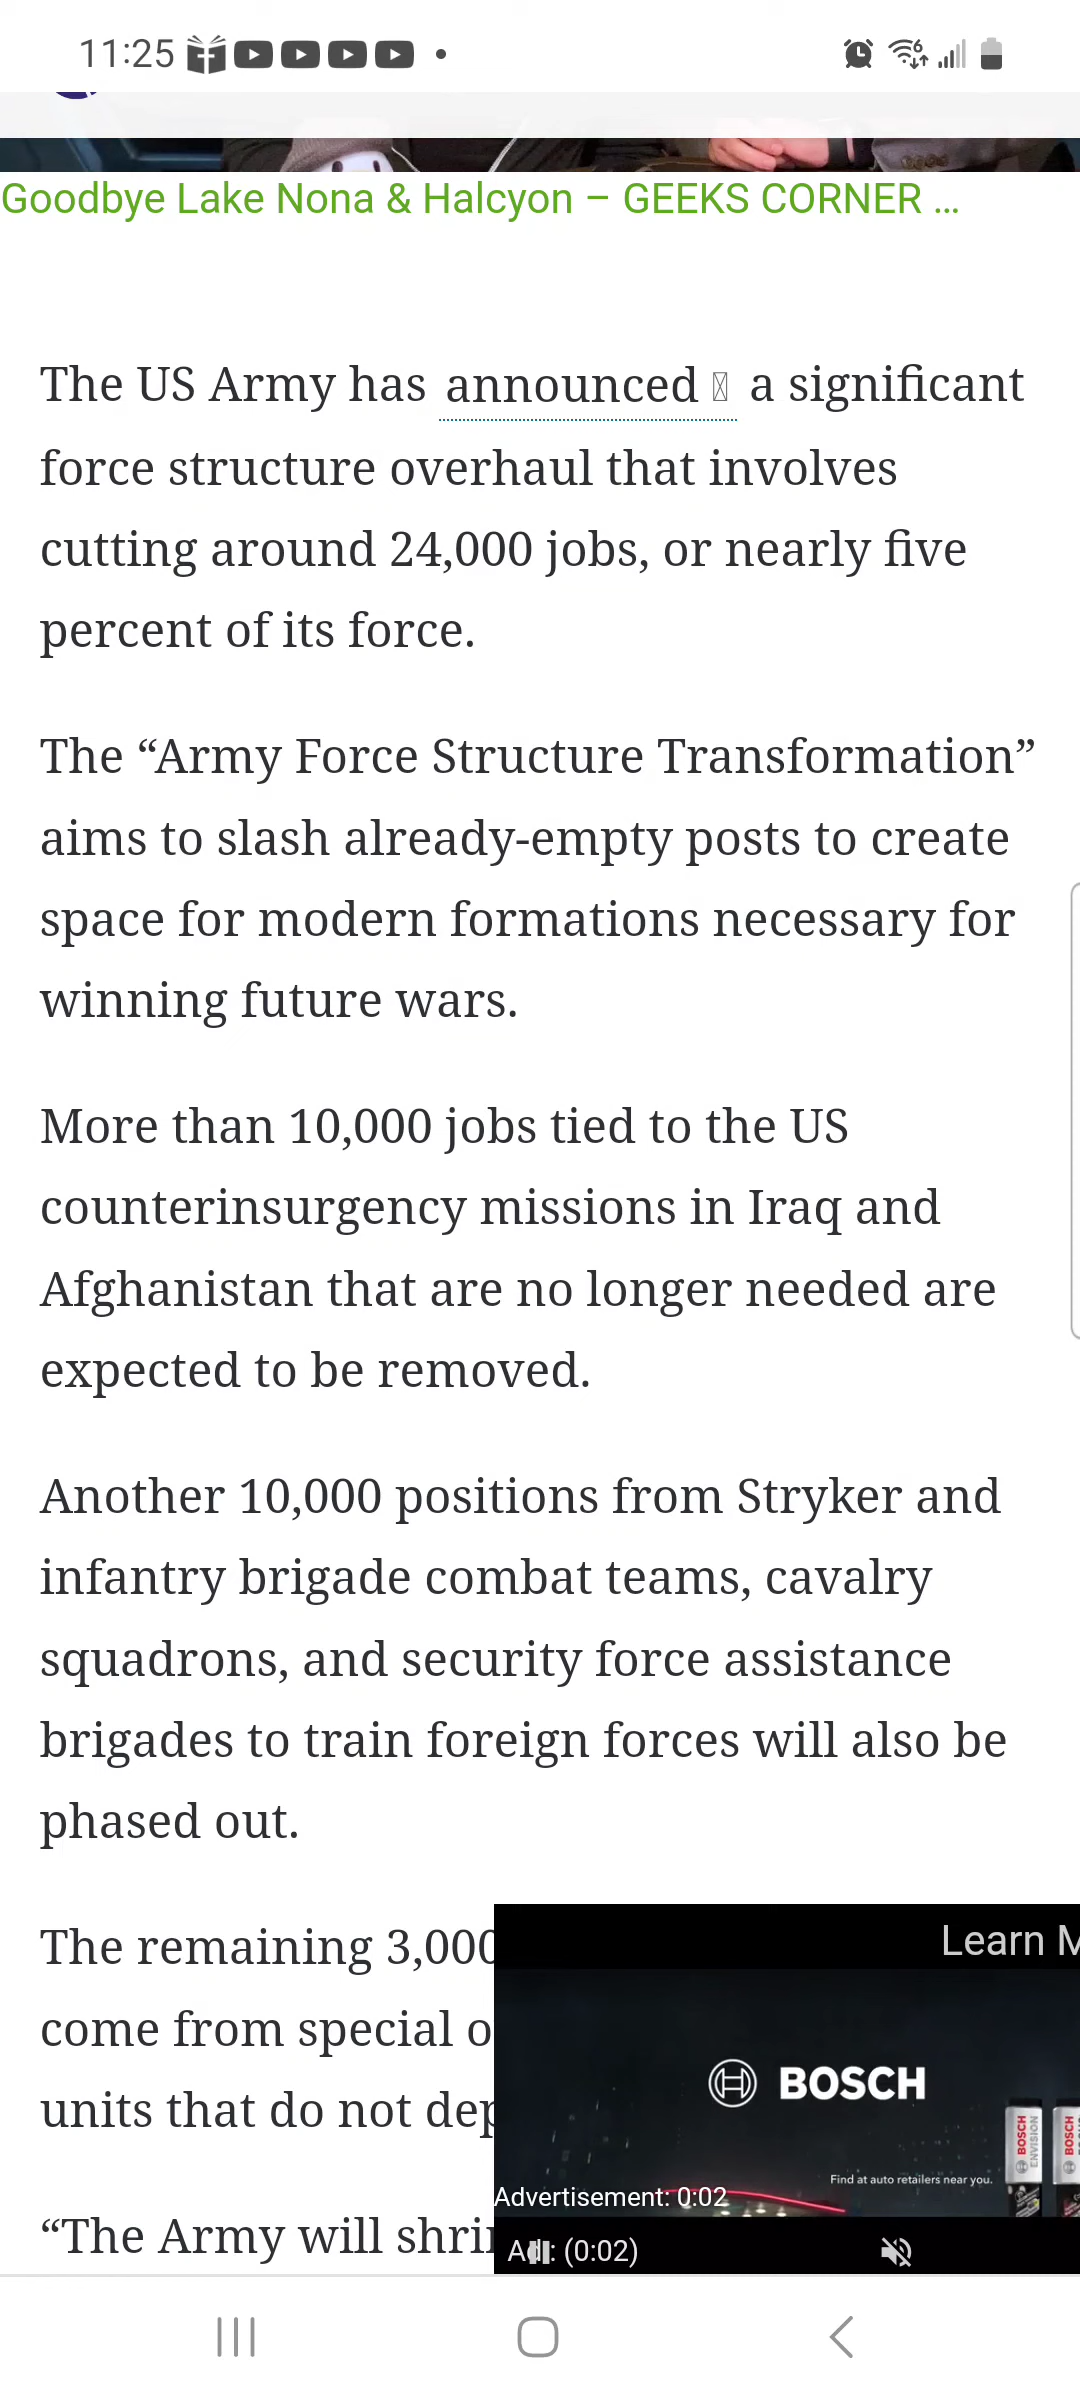 11:25
Goodbye Lake Nona & Halcyon – GEEKS CORNER ...
The US Army has announced a significant
force structure overhaul that involves
cutting around 24,000 jobs, or nearly five
percent of its force.
The “Army Force Structure Transformation”
aims to slash already-empty posts to create
space for modern formations necessary for
winning future wars.
More than 10,000 jobs tied to the US
counterinsurgency missions in Iraq and
Afghanistan that are no longer needed are
expected to be removed.
Another 10,000 positions from Stryker and
infantry brigade combat teams, cavalry
squadrons, and security force assistance
brigades to train foreign forces will also be
phased out.
The remaining 3,000
come from special o
units that do not dep
“The Army will shri
Learn M
BOSCH
BOSCH
ENVISION
BOSCH
Find at auto retailers near you.
Advertisement: 0:02
Ad: (0:02)